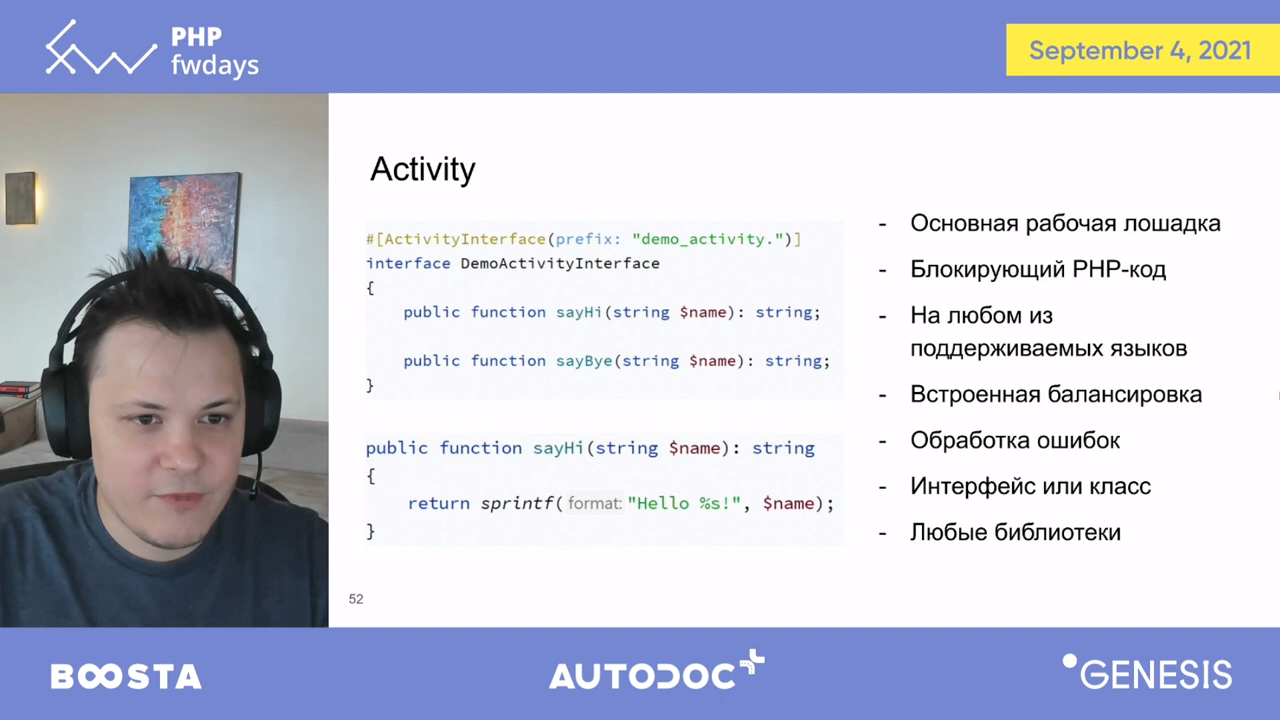 PHP
fwdays
September 4, 2021
Activity
#[ActivityInterface(prefix: "demo_activity.")]
interface DemoActivityInterface
{
public function sayHi(string $name): string;
public function sayBye(string $name): string;
}
public function sayHi(string $name): string
{
return sprintf(format: "Hello %s!", $name);
}
- Основная рабочая лошадка
- Блокирующий PHP-код
- На любом из
поддерживаемых языков
- Встроенная балансировка
- Обработка ошибок
- Интерфейс или класс
- Любые библиотеки
52
BOOSTA
AUTODOC
GENESIS